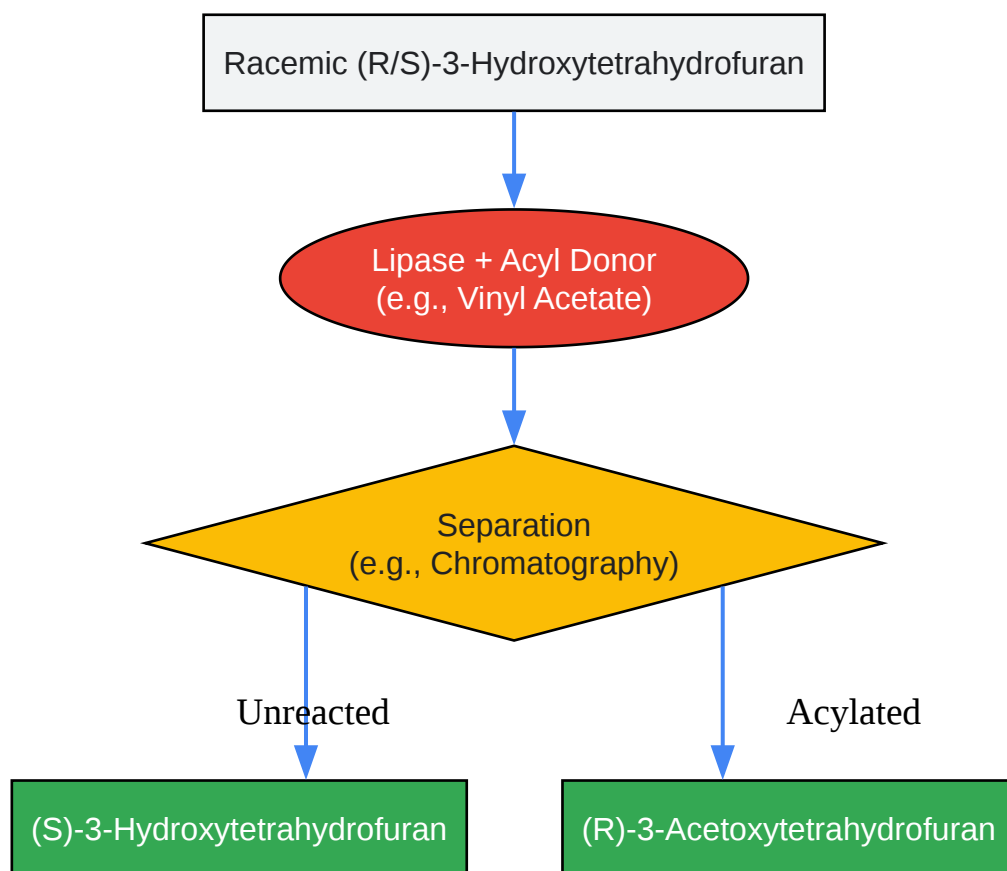 Racemic (R/S)-3-Hydroxytetrahydrofuran
Lipase + Acyl Donor
(e.g., Vinyl Acetate)
Separation
(e.g., Chromatography)
Unreacted
Acylated
(S)-3-Hydroxytetrahydrofuran
(R)-3-Acetoxytetrahydrofuran